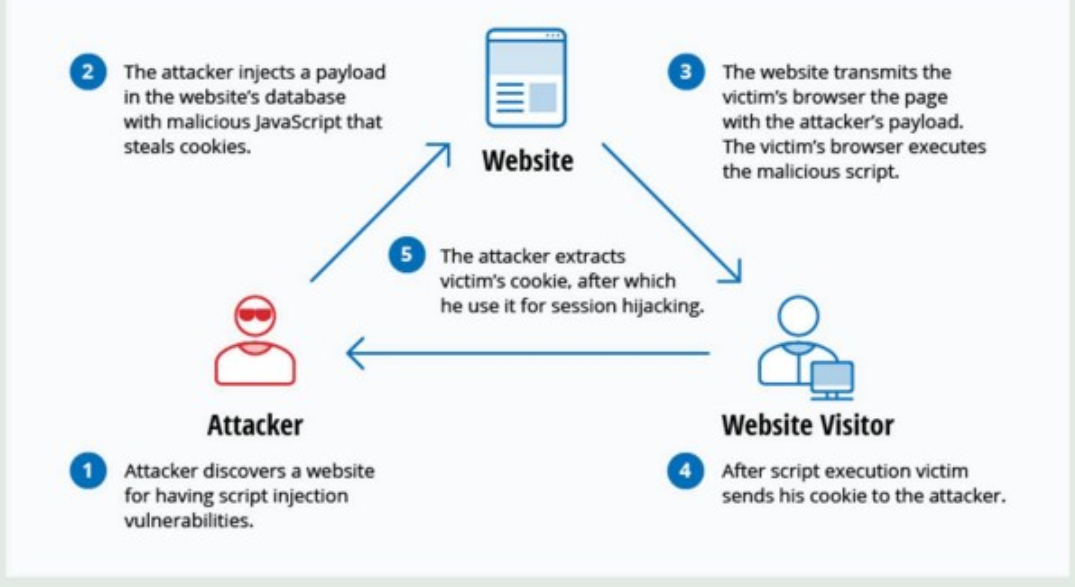 2
The attacker injects a payload
in the website's database
with malicious JavaScript that
steals cookies.
Website
3
The website transmits the
victim's browser the page
with the attacker's payload.
The victim's browser executes
the malicious script.
5
The attacker extracts
victim's cookie, after which
he use it for session hijacking.
Attacker
1
Attacker discovers a website
for having script injection
vulnerabilities.
Website Visitor
4
After script execution victim
sends his cookie to the attacker.